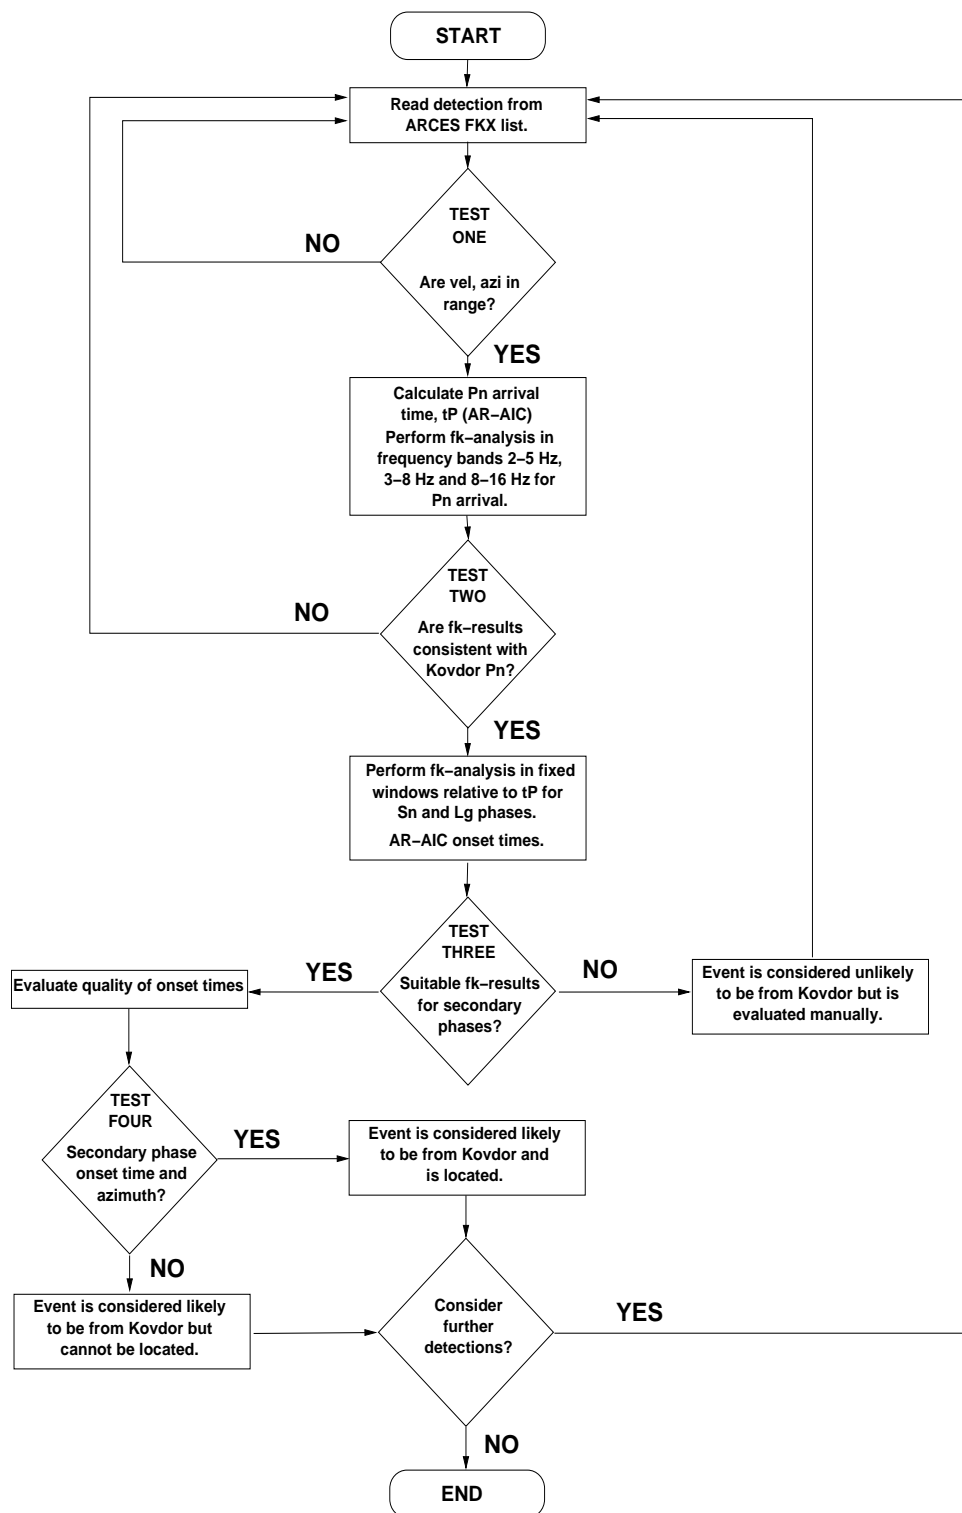 START
Read detection from
ARCES FKX list.
TEST
ONE
NO
Are vel, azi in
range?
YES
Calculate Pn arrival
time, tP (AR−AIC)
Perform fk−analysis in
frequency bands 2−5 Hz,
3−8 Hz and 8−16 Hz for
Pn arrival.
TEST
TWO
NO
Are fk−results
consistent with
Kovdor Pn?
YES
Perform fk−analysis in fixed
windows relative to tP for
Sn and Lg phases.
AR−AIC onset times.
TEST
THREE
YES
NO
Suitable fk−results
for secondary
phases?
Event is considered unlikely
to be from Kovdor but is
evaluated manually.
Evaluate quality of onset times
TEST
FOUR
YES
Secondary phase
onset time and
azimuth?
Event is considered likely
to be from Kovdor and
is located.
NO
Event is considered likely
to be from Kovdor but
cannot be located.
Consider
further
detections?
YES
NO
END